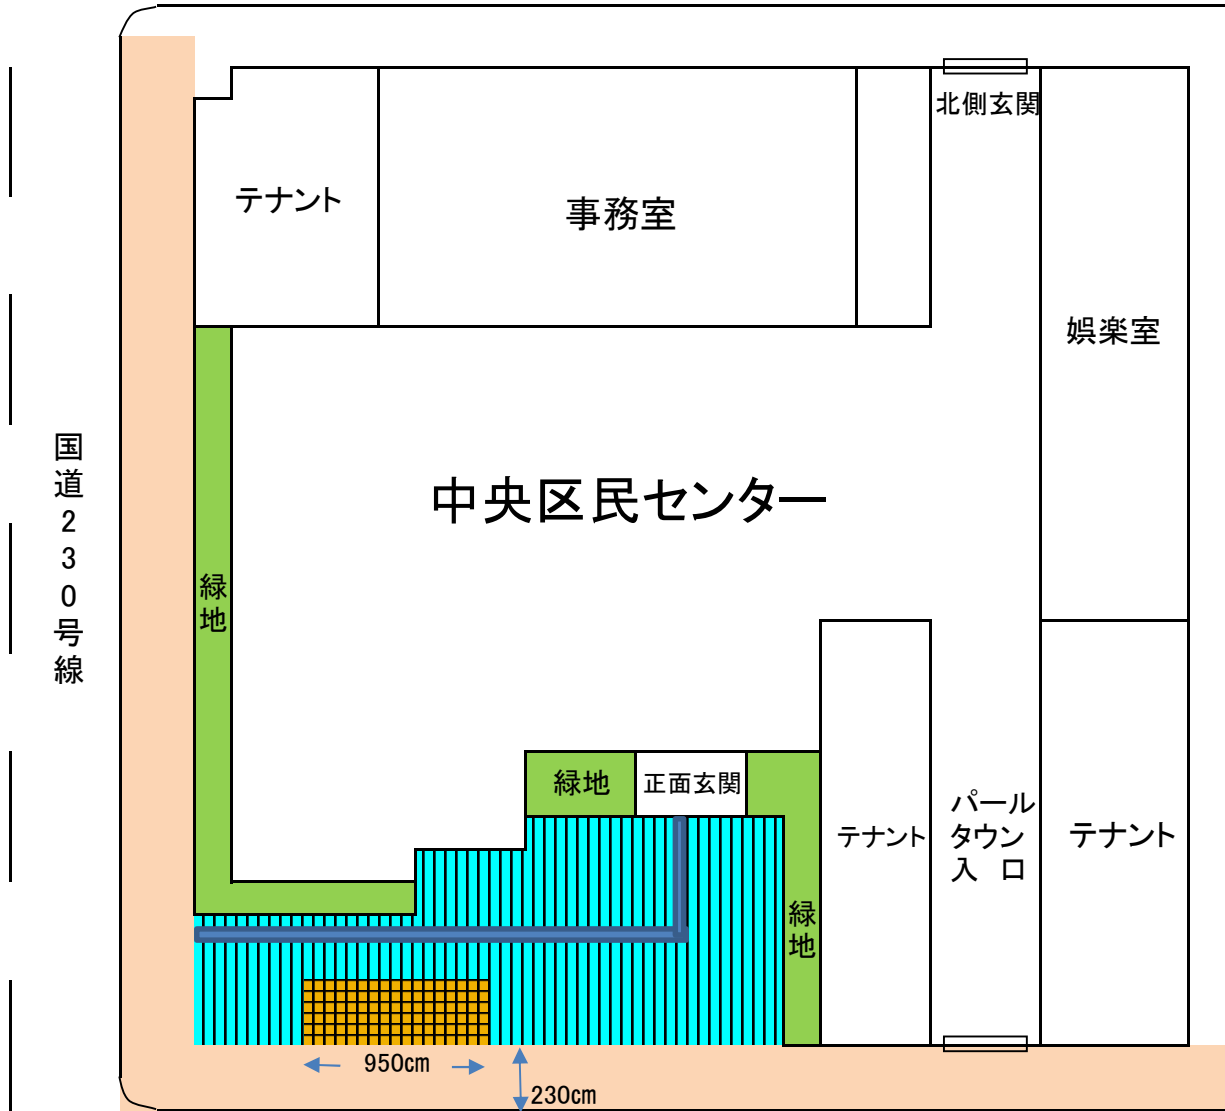 北側玄関
テナント
事務室
娯楽室
国道230号線
中央区民センター
緑地
緑地
正面玄関
パール
タウン
入 口
テナント
テナント
緑地
950cm
230cm